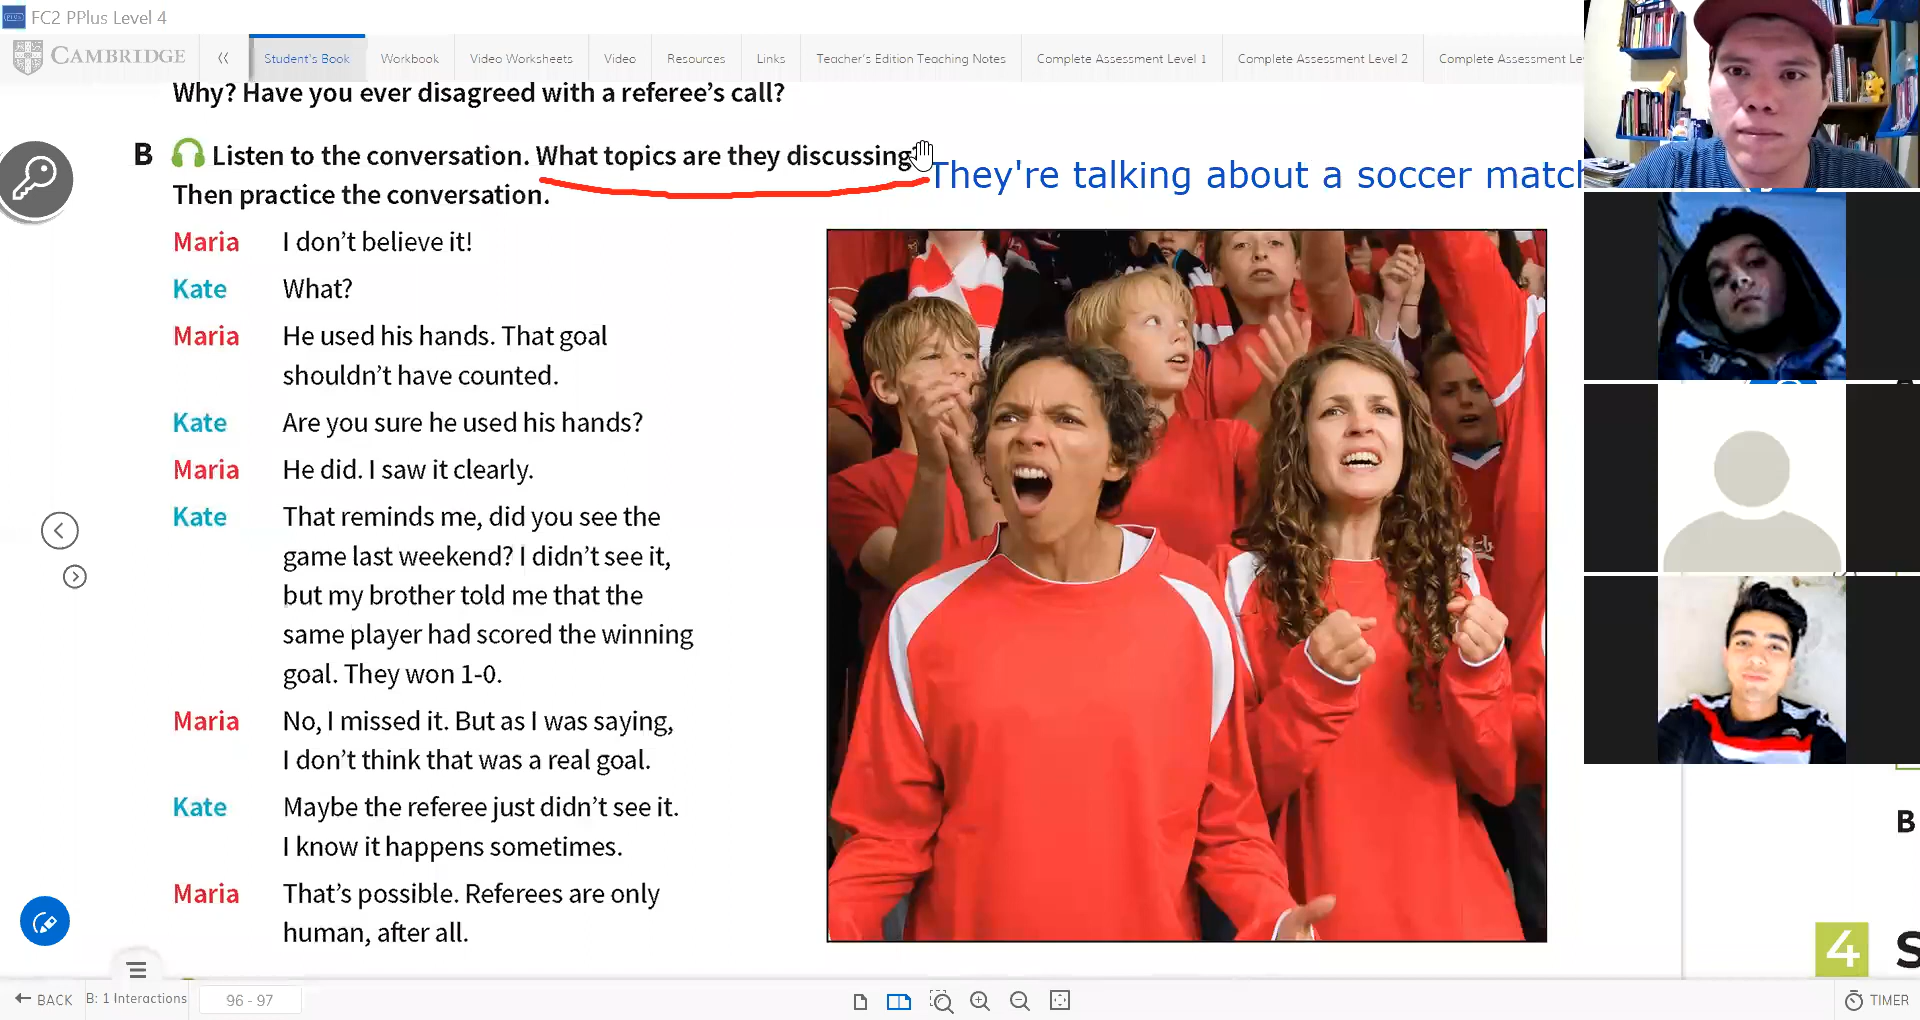 PLUS FC2 PPlus Level 4
CAMBRIDGE
Student's Book
Workbook
Video Worksheets
Video
Resources
Links
Teacher's Edition Teaching Notes
Complete Assessment Level 1
Complete Assessment Level 2
Complete Assessment Le
Why? Have you ever disagreed with a referee's call?
B Listen to the conversation. What topics are they discussing?
They're talking about a soccer match
Then practice the conversation.
Maria I don't believe it!
Kate What?
Maria He used his hands. That goal
shouldn't have counted.
Kate Are you sure he used his hands?
Maria He did. I saw it clearly.
Kate That reminds me, did you see the
game last weekend? I didn't see it,
but my brother told me that the
same player had scored the winning
goal. They won 1-0.
Maria No, I missed it. But as I was saying,
I don't think that was a real goal.
Kate Maybe the referee just didn't see it.
I know it happens sometimes.
Maria That's possible. Referees are only
human, after all.
B
4 S
BACK
B: 1 Interactions
96 - 97
TIMER